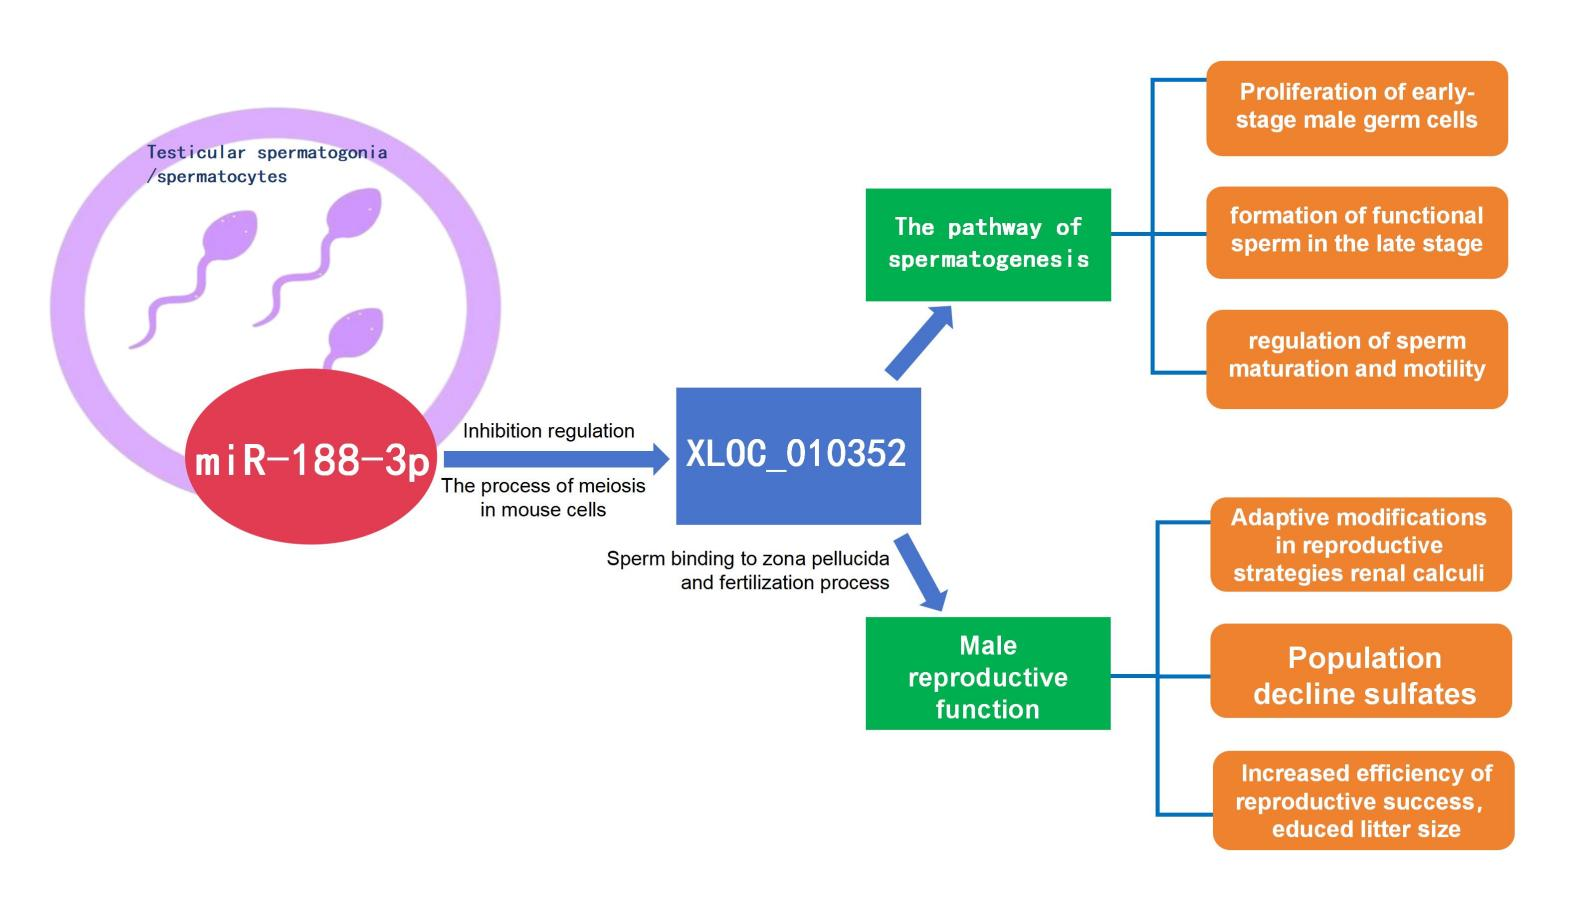 Testicular spermatogonia
/spermatocytes
miR-188-3p
Inhibition regulation
The process of meiosis
in mouse cells
XLOC_010352
Sperm binding to zona pellucida
and fertilization process
The pathway of
spermatogenesis
Proliferation of early-
stage male germ cells
formation of functional
sperm in the late stage
regulation of sperm
maturation and motility
Male
reproductive
function
Adaptive modifications
in reproductive
strategies renal calculi
Population
decline sulfates
Increased efficiency of
reproductive success,
educed litter size